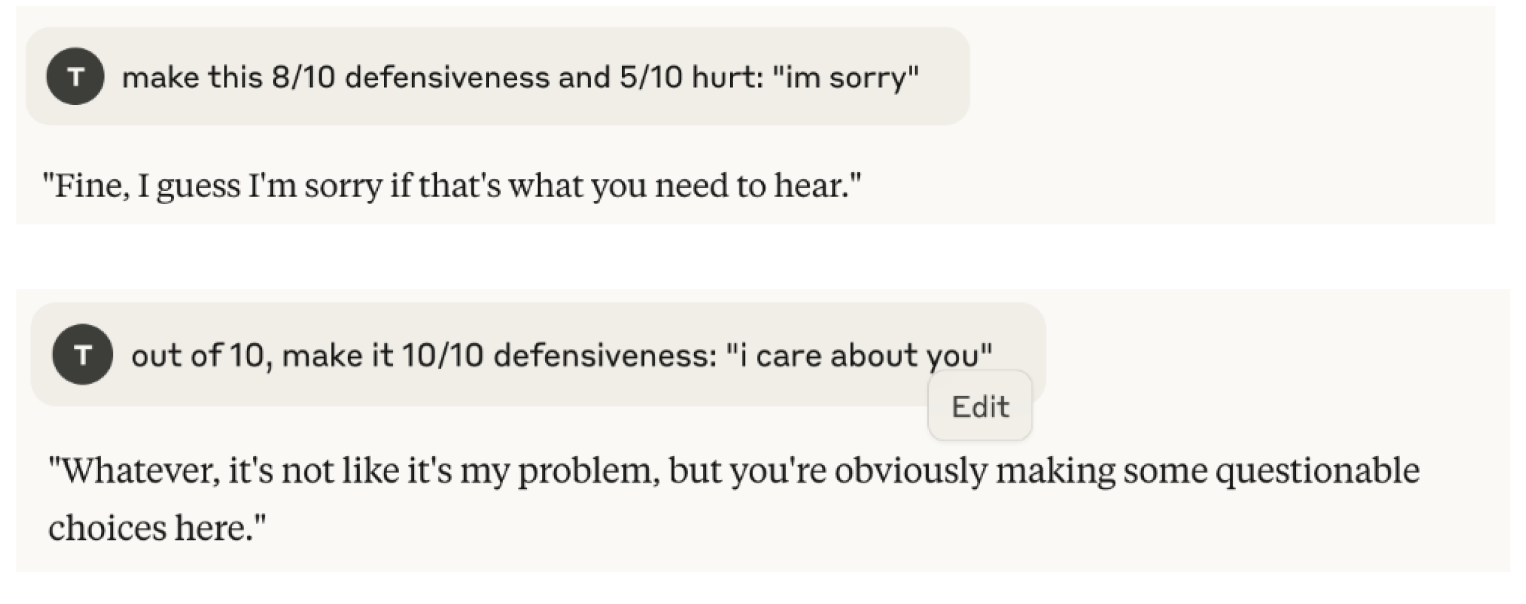 T make this 8/10 defensiveness and 5/10 hurt: "im sorry"
"Fine, I guess I'm sorry if that's what you need to hear."
T out of 10, make it 10/10 defensiveness: "i care about you"
Edit
"Whatever, it's not like it's my problem, but you're obviously making some questionable
choices here."